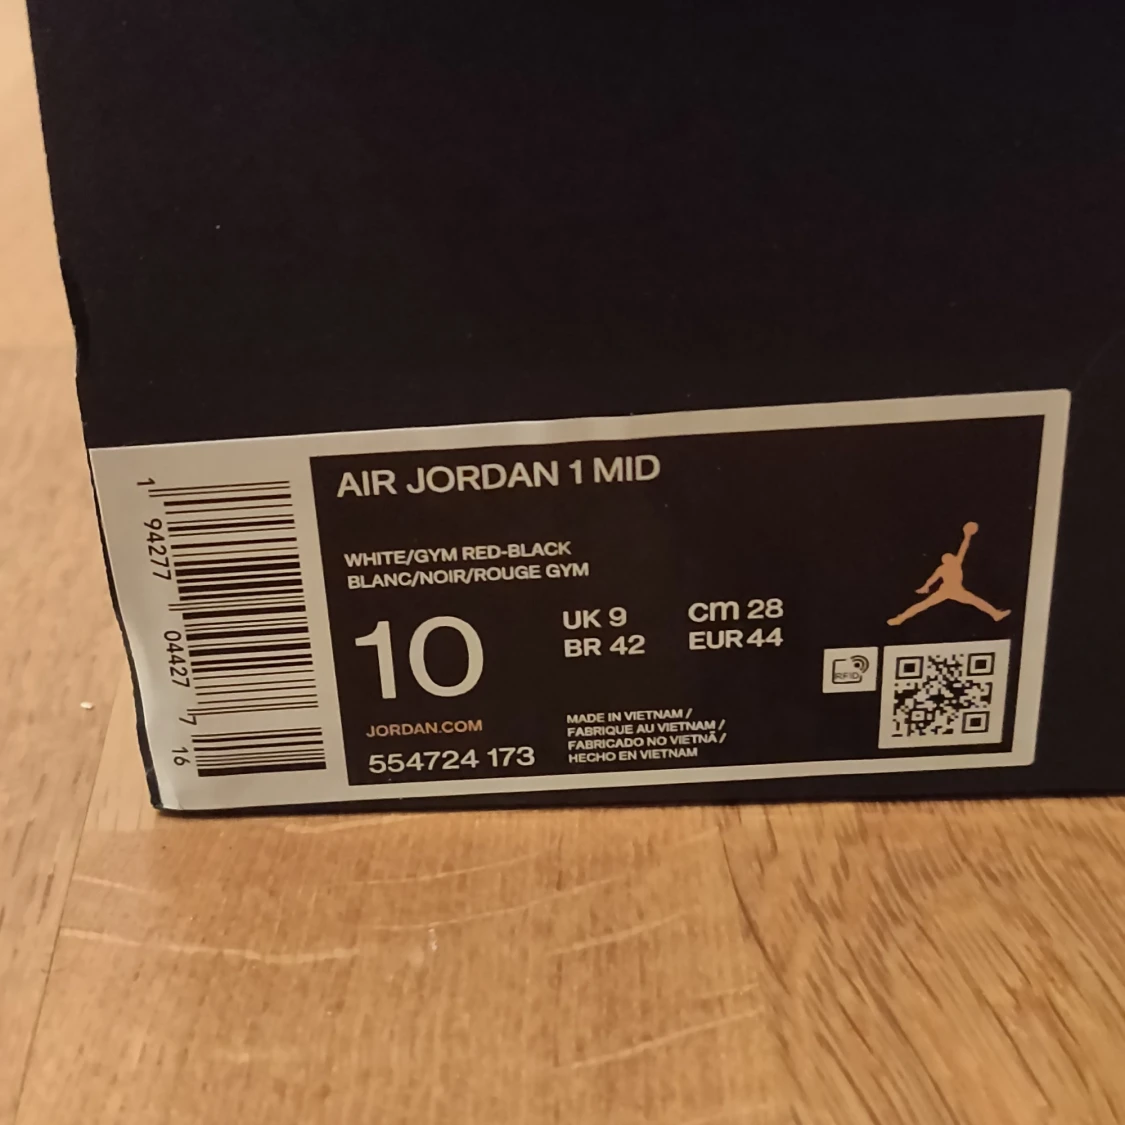 AIR JORDAN 1 MID
WHITE/GYM RED-BLACK
BLANC/NOIR/ROUGE GYM
10
UK 9
BR 42
cm 28
EUR 44
RFID
JORDAN.COM
554724 173
MADE IN VIETNAM /
FABRIQUE AU VIETNAM /
FABRICADO NO VIETNÃ /
HECHO EN VIETNAM
1 94277 04427 7 16